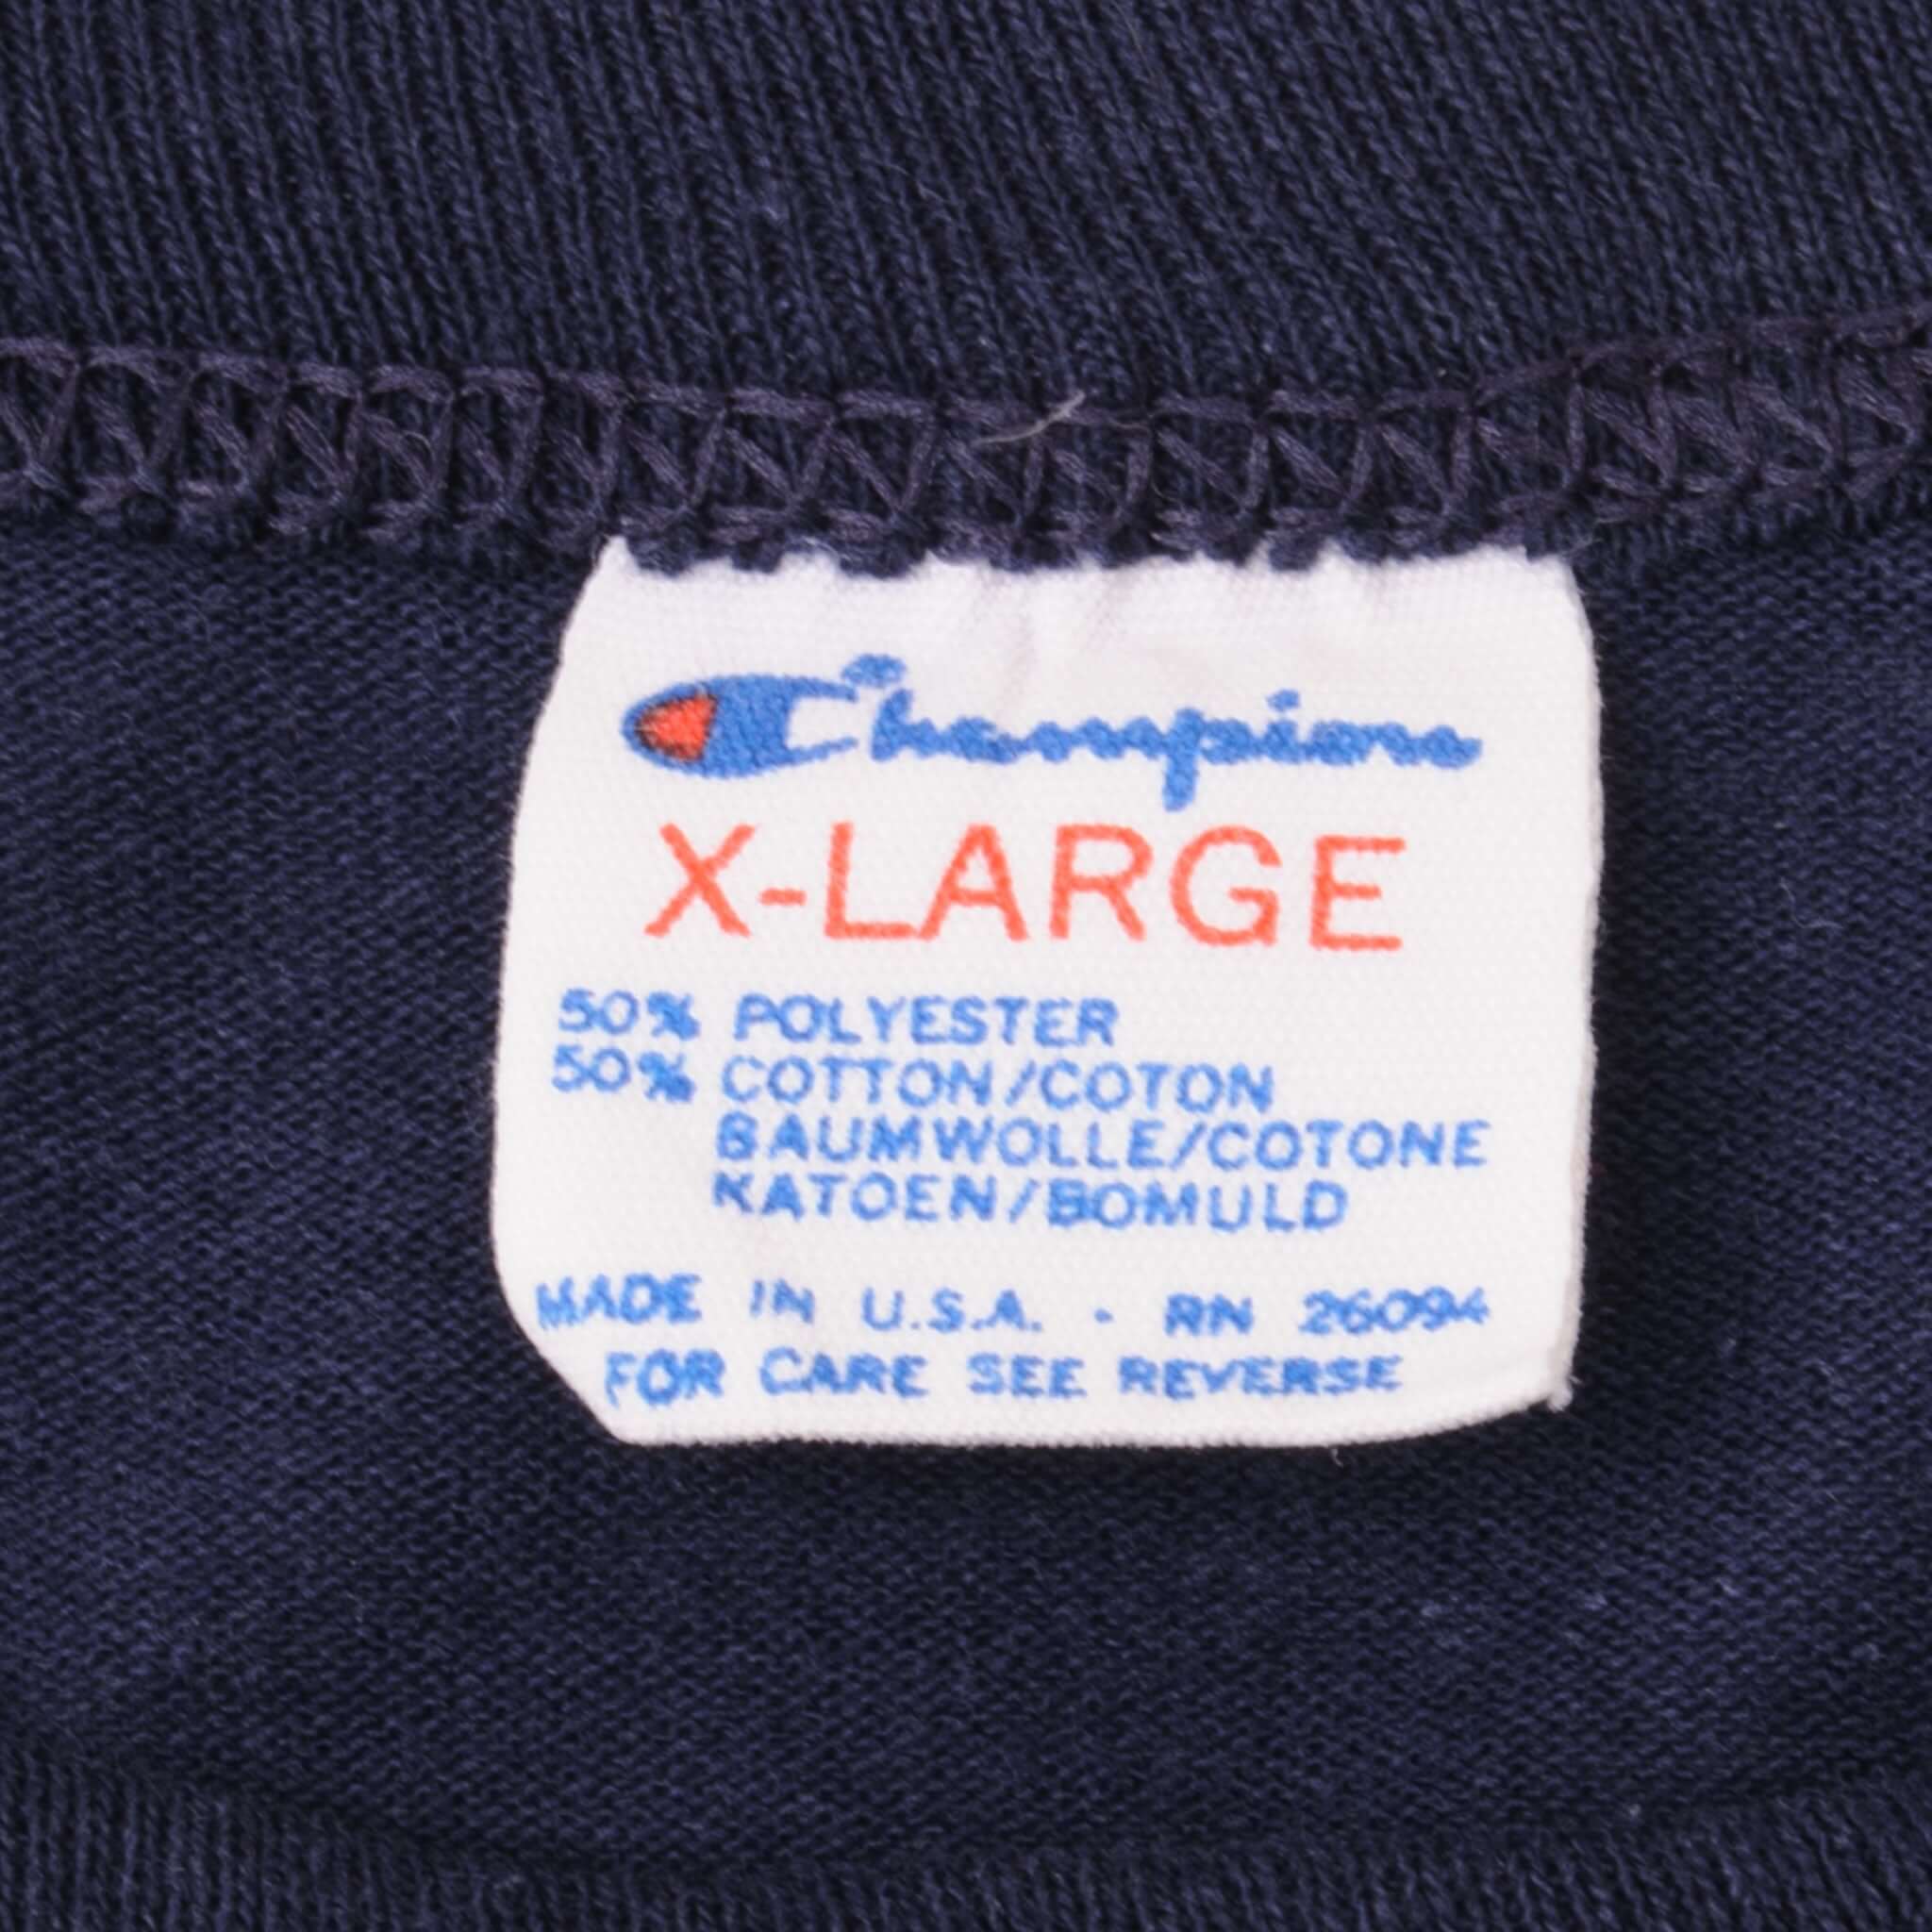 Champion
X-LARGE
50% POLYESTER
50% COTTON/COTON
BAUMWOLLE/COTONE
KATOEN/BOMULD
MADE IN U.S.A. - RN 26094
FOR CARE SEE REVERSE